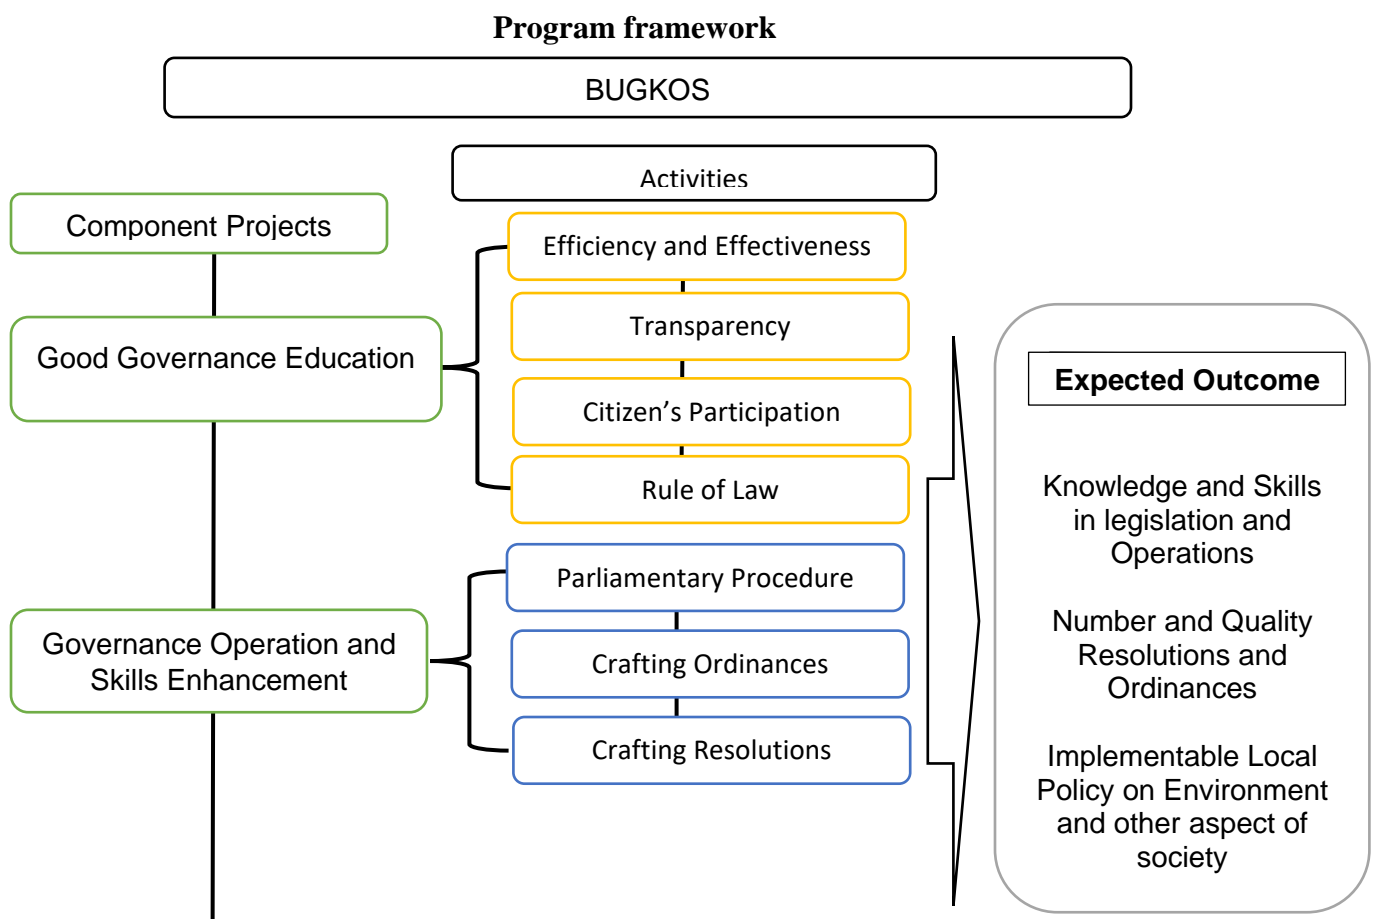 Program framework
BUGKOS
Activities
Component Projects
Efficiency and Effectiveness
Transparency
Good Governance Education
Citizen’s Participation
Rule of Law
Parliamentary Procedure
Governance Operation and
Skills Enhancement
Crafting Ordinances
Crafting Resolutions
Expected Outcome
Knowledge and Skills
in legislation and
Operations
Number and Quality
Resolutions and
Ordinances
Implementable Local
Policy on Environment
and other aspect of
society